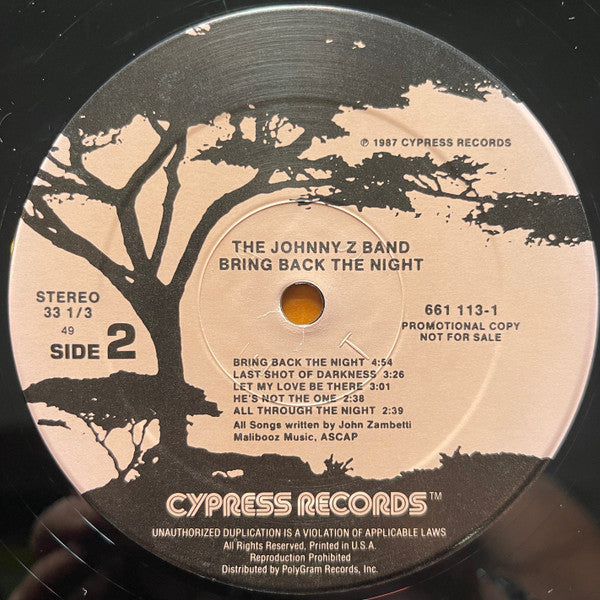 ℗ 1987 CYPRESS RECORDS
THE JOHNNY Z BAND
BRING BACK THE NIGHT
STEREO
33 1/3
49
SIDE 2
661 113-1
PROMOTIONAL COPY
NOT FOR SALE
BRING BACK THE NIGHT 4:54
LAST SHOT OF DARKNESS 3:26
LET MY LOVE BE THERE 3:01
HE'S NOT THE ONE 2:38
ALL THROUGH THE NIGHT 2:39
All Songs written by John Zambetti
Malibooz Music, ASCAP
CYPRESS RECORDS™
UNAUTHORIZED DUPLICATION IS A VIOLATION OF APPLICABLE LAWS
All Rights Reserved, Printed in U.S.A.
Reproduction Prohibited
Distributed by PolyGram Records, Inc.